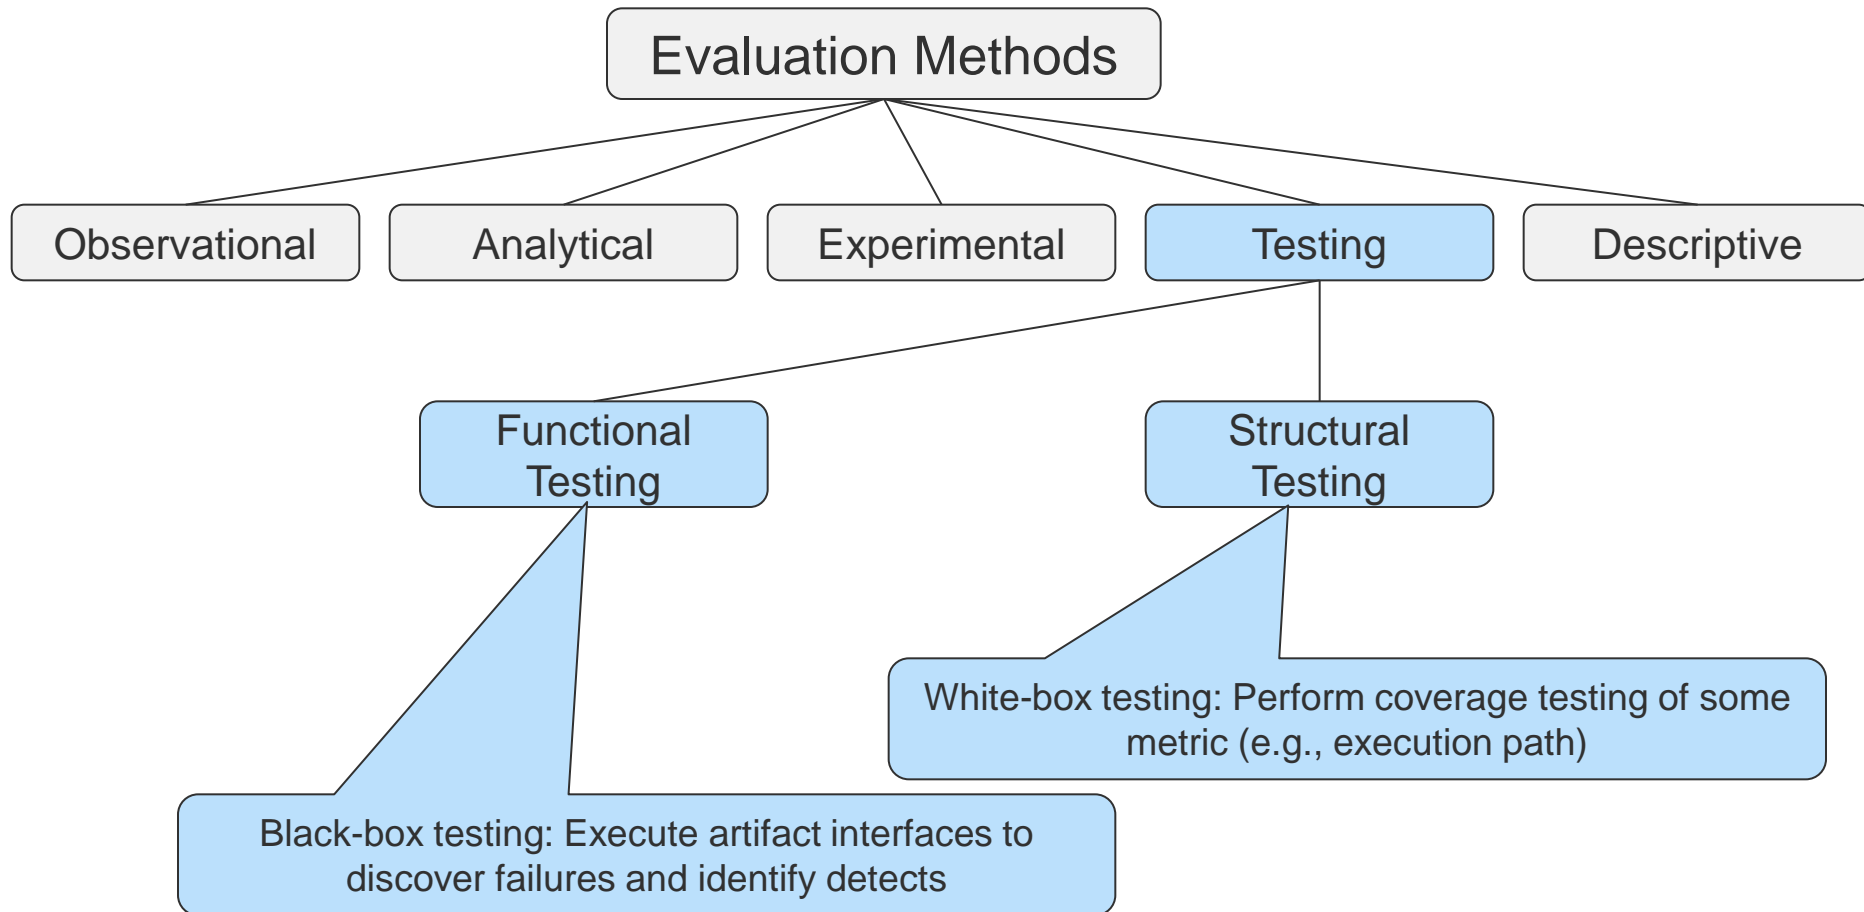 Evaluation Methods
Observational
Analytical
Experimental
Testing
Descriptive
Functional
Testing
Structural
Testing
White-box testing: Perform coverage testing of some
metric (e.g., execution path)
Black-box testing: Execute artifact interfaces to
discover failures and identify detects